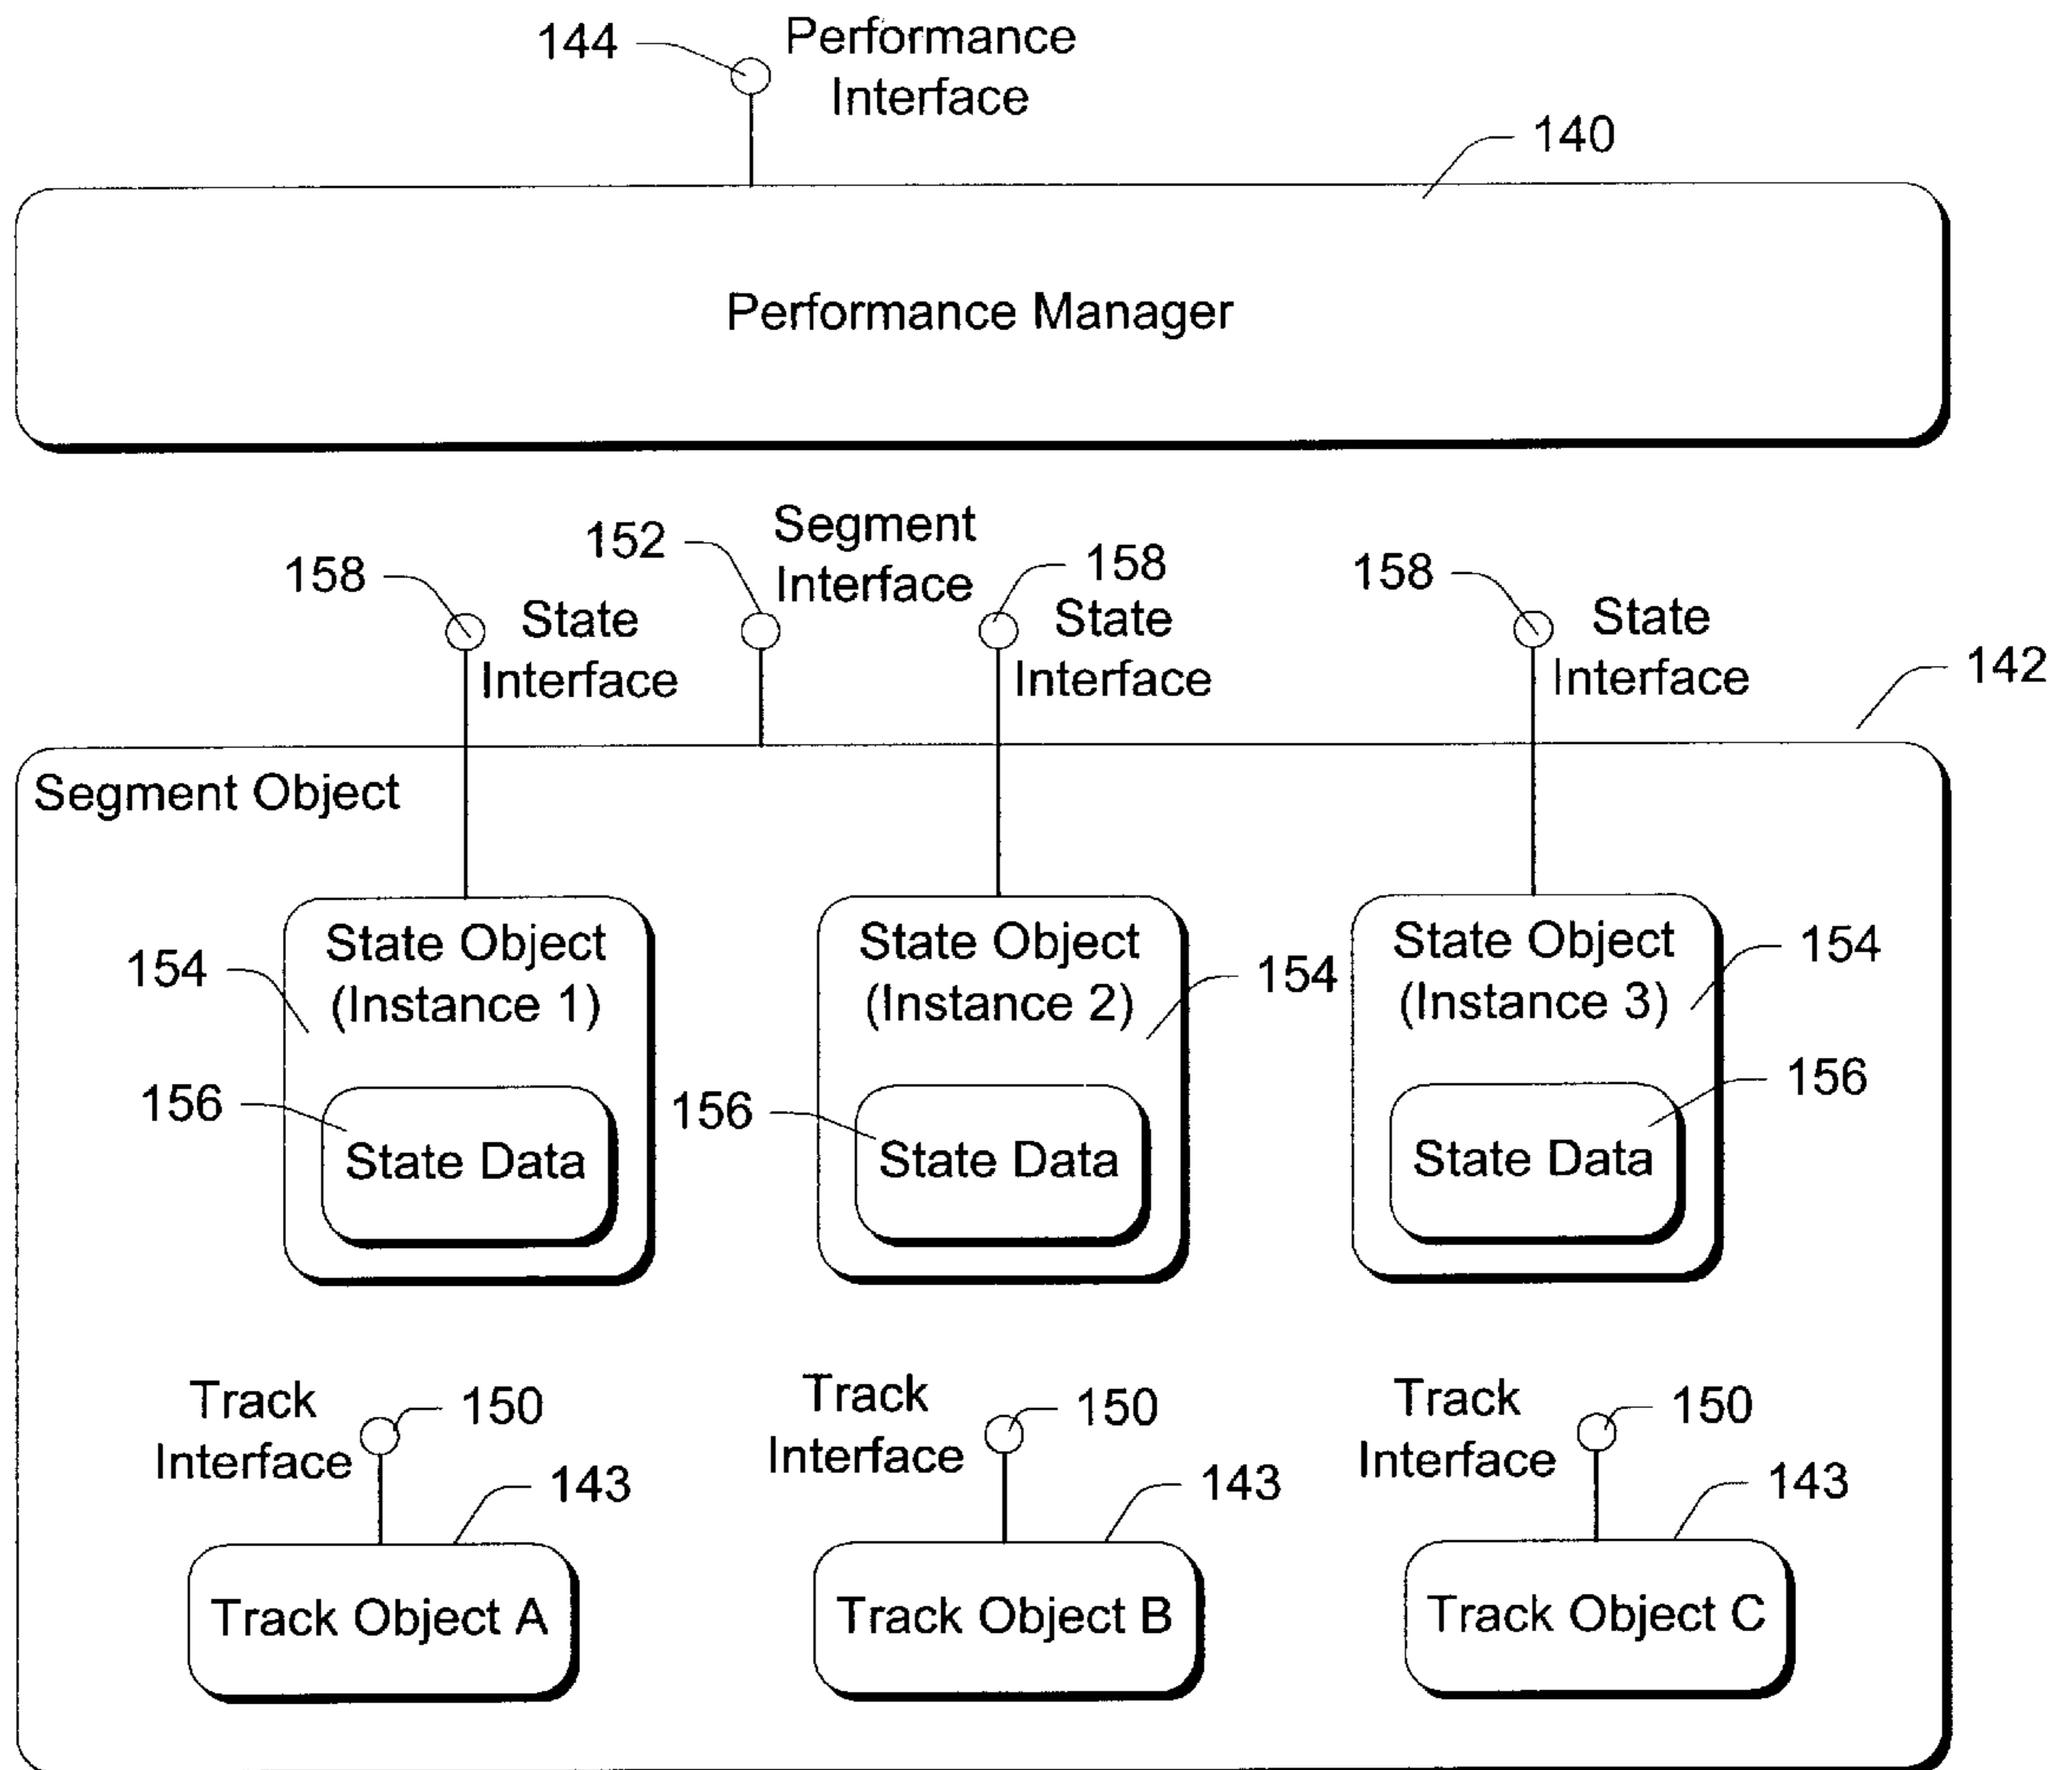 144
Performance
Interface
140
Performance Manager
158
State
Interface
152
Segment
Interface
158
State
Interface
158
State
Interface
142
Segment Object
154
State Object
(Instance 1)
156
State Data
State Object
(Instance 2)
154
156
State Data
State Object
(Instance 3)
154
156
State Data
Track
Interface
150
143
Track Object A
Track
Interface
150
143
Track Object B
Track
Interface
150
143
Track Object C